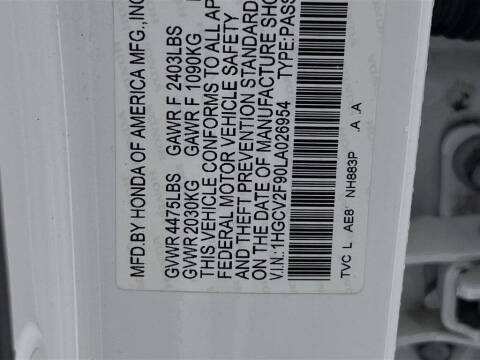 MFD.BY HONDA OF AMERICA MFG.,INC
GVWR 4475LBS GAWR F 2403LBS
GVWR 2030KG GAWR F 1090KG
THIS VEHICLE CONFORMS TO ALL AP
FEDERAL MOTOR VEHICLE SAFETY
AND THEFT PREVENTION STANDARD
ON THE DATE OF MANUFACTURE SHO
V.I.N.: 1HGCV2F90LA026954 TYPE:PASS
TVC L AE8 NH883P A A